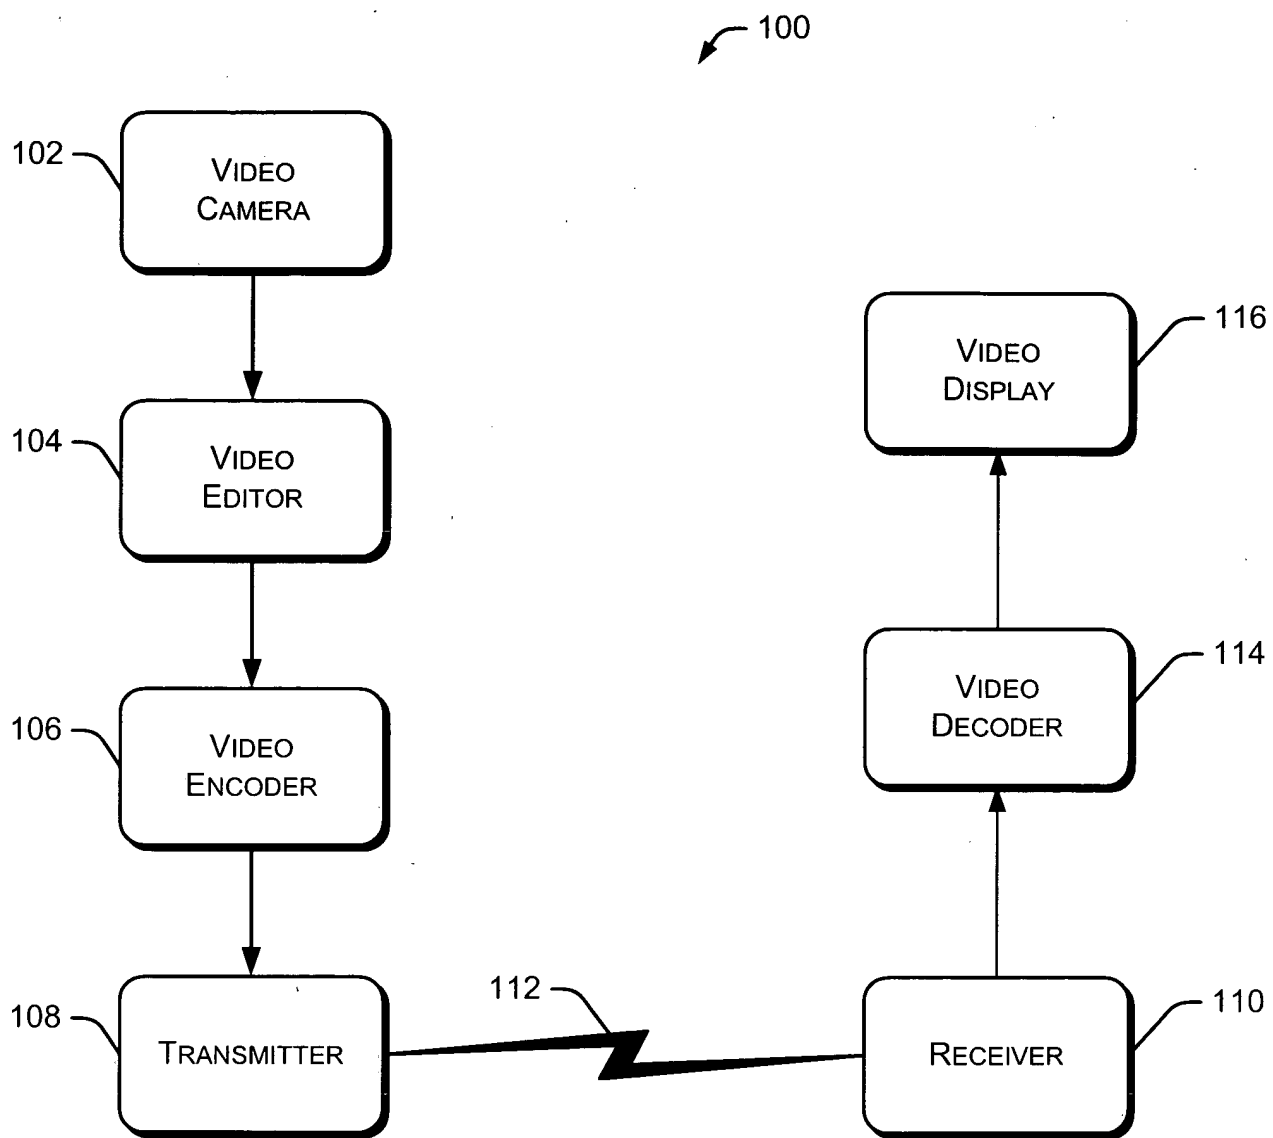 100
102
VIDEO
CAMERA
116
VIDEO
DISPLAY
104
VIDEO
EDITOR
114
VIDEO
DECODER
106
VIDEO
ENCODER
112
110
108
TRANSMITTER
RECEIVER